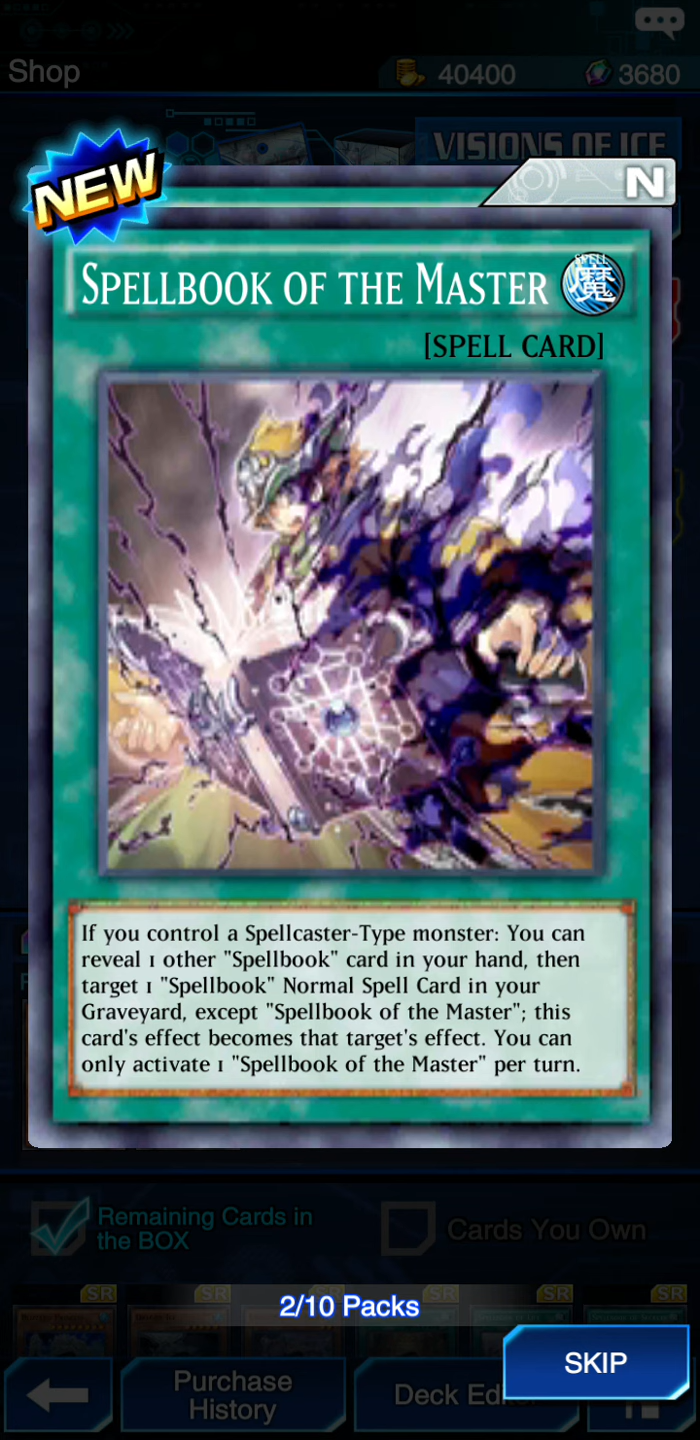 Shop
40400
3680
VISIONS OF ICE
NEW
N
SPELLBOOK OF THE MASTER
SPELL
魔
[SPELL CARD]
If you control a Spellcaster-Type monster: You can
reveal 1 other "Spellbook" card in your hand, then
target 1 "Spellbook" Normal Spell Card in your
Graveyard, except "Spellbook of the Master"; this
card's effect becomes that target's effect. You can
only activate 1 "Spellbook of the Master" per turn.
Remaining Cards in
the BOX
Cards You Own
SR
SR
SR
SR
SR
2/10 Packs
SKIP
Purchase
History
Deck